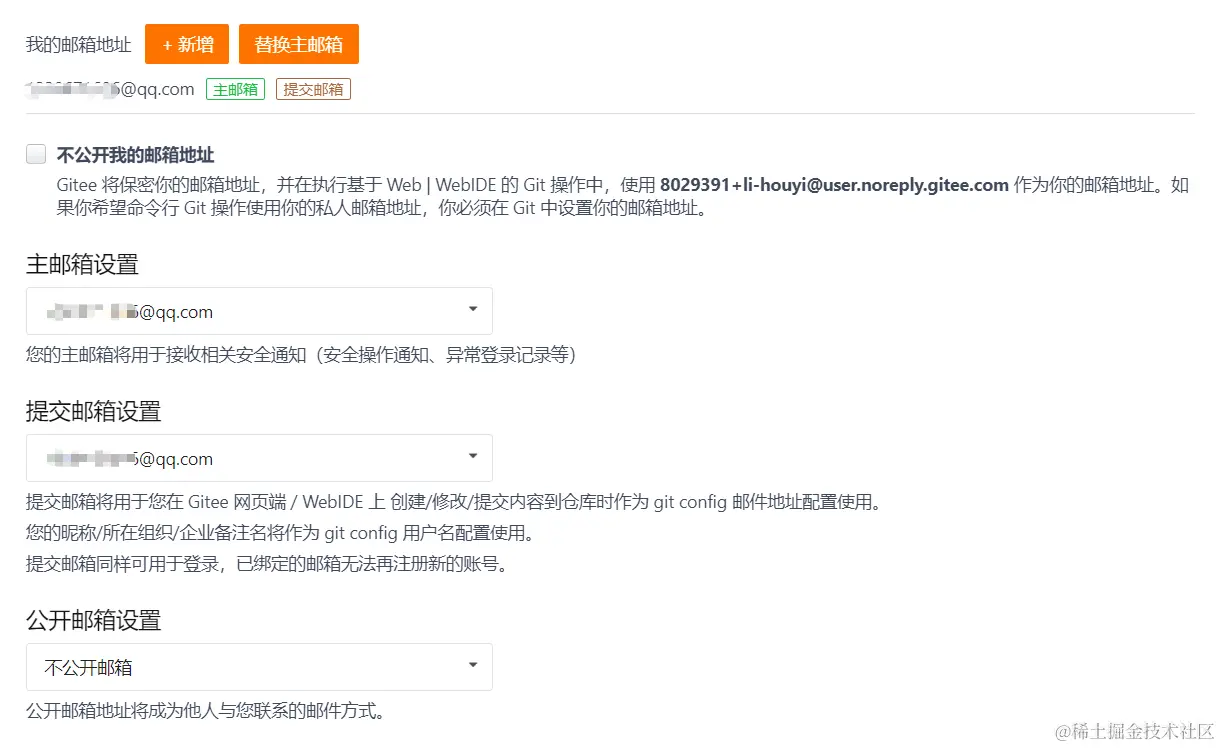 我的邮箱地址 + 新增 替换主邮箱
@qq.com 主邮箱 提交邮箱
不公开我的邮箱地址
Gitee 将保密你的邮箱地址，并在执行基于 Web | WebIDE 的 Git 操作中，使用 8029391+li-houyi@user.noreply.gitee.com 作为你的邮箱地址。如
果你希望命令行 Git 操作使用你的私人邮箱地址，你必须在 Git 中设置你的邮箱地址。
主邮箱设置
@qq.com
您的主邮箱将用于接收相关安全通知（安全操作通知、异常登录记录等）
提交邮箱设置
@qq.com
提交邮箱将用于您在 Gitee 网页端 / WebIDE 上 创建/修改/提交内容到仓库时作为 git config 邮件地址配置使用。
您的昵称/所在组织/企业备注名将作为 git config 用户名配置使用。
提交邮箱同样可用于登录，已绑定的邮箱无法再注册新的账号。
公开邮箱设置
不公开邮箱
公开邮箱地址将成为他人与您联系的邮件方式。
@稀土掘金技术社区